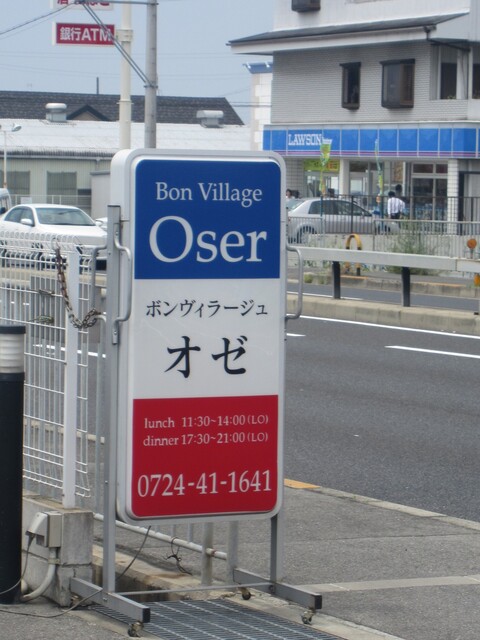 銀行ATM
LAWSON
Bon Village
Oser
ボンヴィラージュ
オゼ
lunch 11:30~14:00(LO)
dinner 17:30~21:00(LO)
0724-41-1641